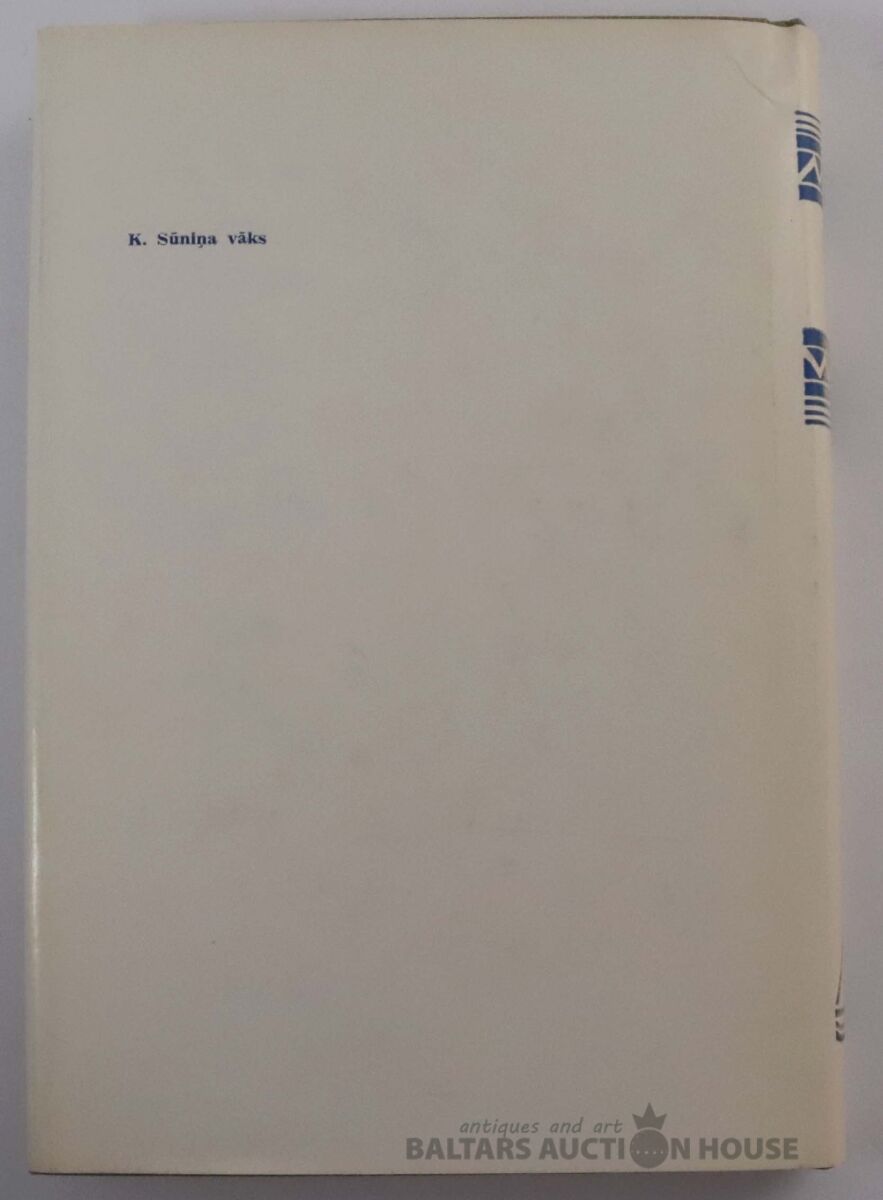 K. Sūniņa vāks
antiques and art
BALTARS AUCTION HOUSE